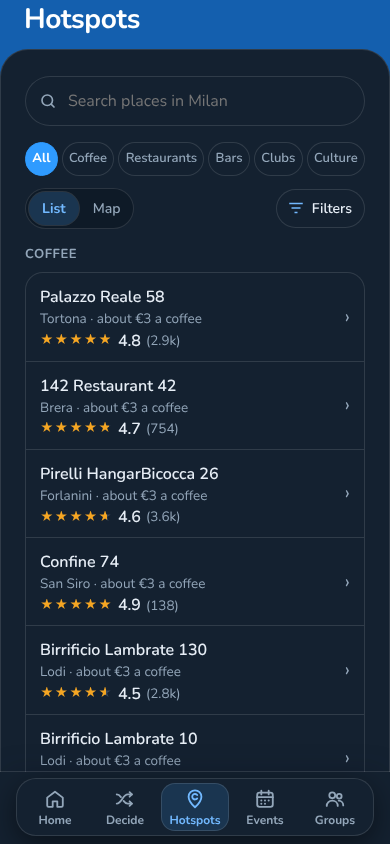 Hotspots
Search places in Milan
All Coffee Restaurants Bars Clubs Culture
List Map Filters
COFFEE
Palazzo Reale 58
Tortona · about €3 a coffee
★★★★★ 4.8 (2.9k)
142 Restaurant 42
Brera · about €3 a coffee
★★★★★ 4.7 (754)
Pirelli HangarBicocca 26
Forlanini · about €3 a coffee
4.6 (3.6k)
Confine 74
San Siro · about €3 a coffee
★★★★★ 4.9 (138)
Birrificio Lambrate 130
Lodi · about €3 a coffee
4.5 (2.8k)
Birrificio Lambrate 10
Lodi · about €3 a coffee
Home Decide Hotspots Events Groups